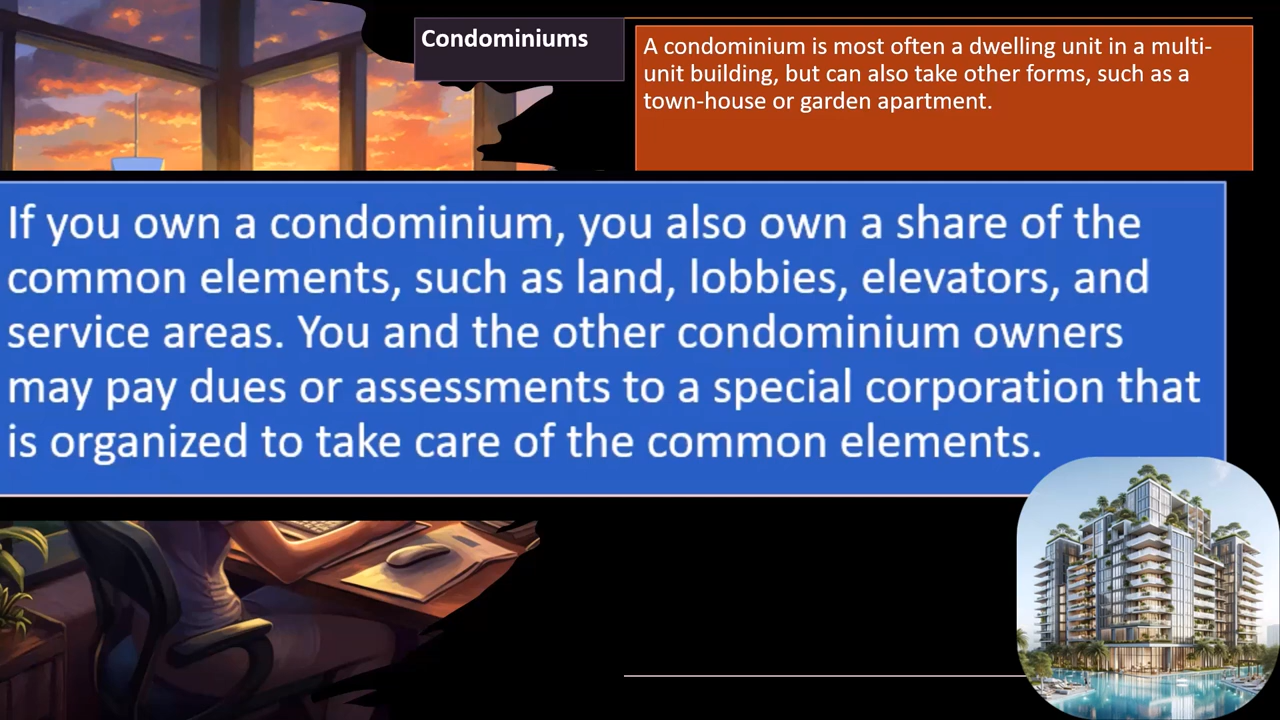 Condominiums
A condominium is most often a dwelling unit in a multi-
unit building, but can also take other forms, such as a
town-house or garden apartment.
If you own a condominium, you also own a share of the
common elements, such as land, lobbies, elevators, and
service areas. You and the other condominium owners
may pay dues or assessments to a special corporation that
is organized to take care of the common elements.